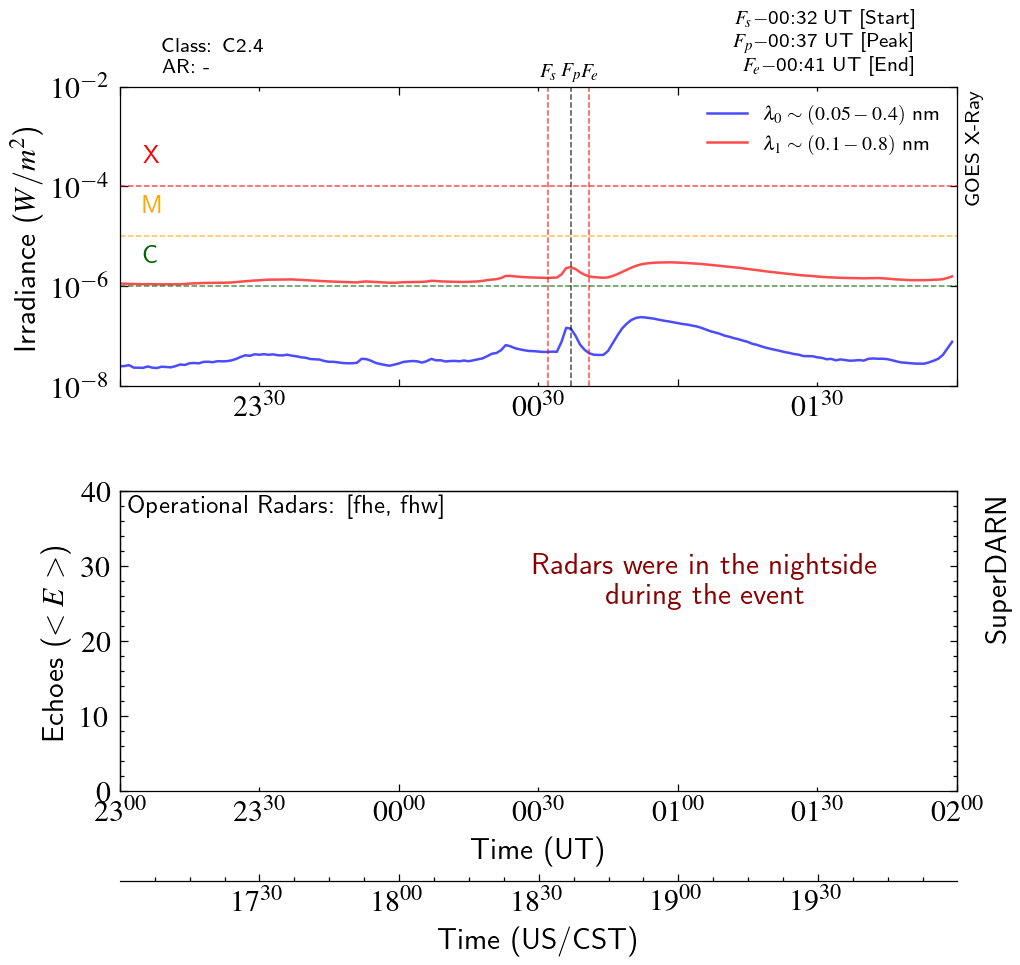 F_s−00:32 UT [Start]
Class: C2.4
F_p−00:37 UT [Peak]
AR: -
F_e−00:41 UT [End]
F_s F_p F_e
10^−2
λ_0 ∼ (0.05 − 0.4) nm
λ_1 ∼ (0.1 − 0.8) nm
GOES X-Ray
X
10^−4
M
Irradiance (W/m^2)
C
10^−6
10^−8
23^30 00^30 01^30
40
Operational Radars: [fhe, fhw]
Radars were in the nightside
during the event
SuperDARN
30
Echoes (< E >)
20
10
0
23^00 23^30 00^00 00^30 01^00 01^30 02^00
Time (UT)
17^30 18^00 18^30 19^00 19^30
Time (US/CST)